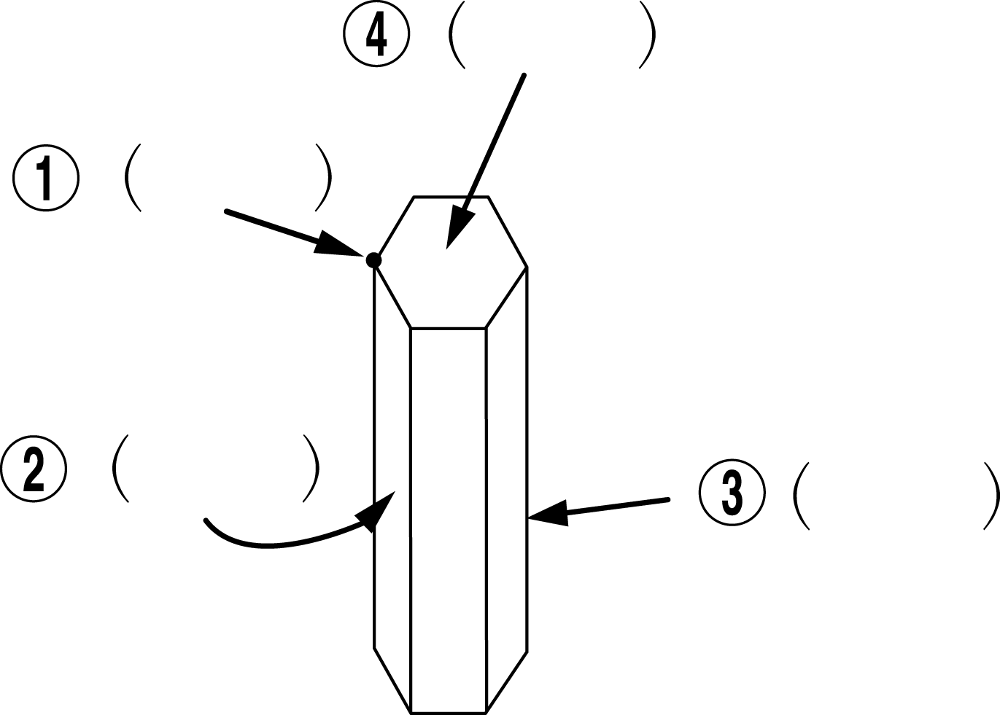 ④ (      )
① (      )
② (      )
③ (      )